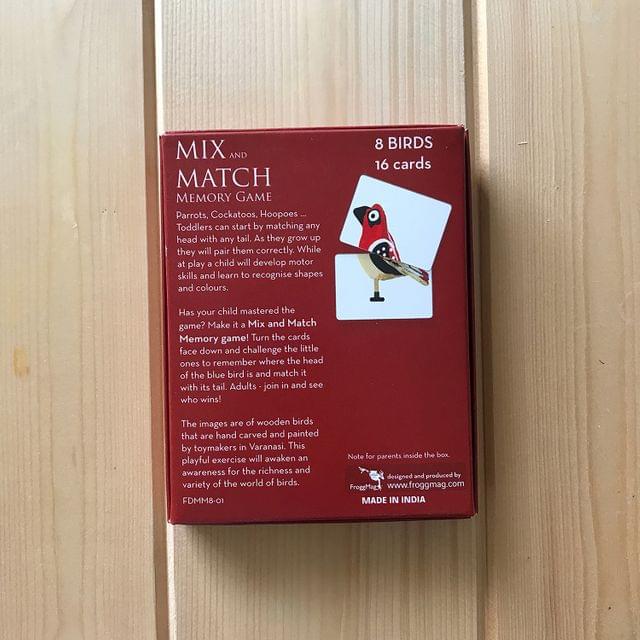 MIX AND
MATCH
MEMORY GAME
8 BIRDS
16 cards
Parrots, Cockatoos, Hoopoes ...
Toddlers can start by matching any
head with any tail. As they grow up
they will pair them correctly. While
at play a child will develop motor
skills and learn to recognise shapes
and colours.
Has your child mastered the
game? Make it a Mix and Match
Memory game! Turn the cards
face down and challenge the little
ones to remember where the head
of the blue bird is and match it
with its tail. Adults - join in and see
who wins!
The images are of wooden birds
that are hand carved and painted
by toymakers in Varanasi. This
playful exercise will awaken an
awareness for the richness and
variety of the world of birds.
FDMM8-01
Note for parents inside the box.
FroggMag
designed and produced by
www.froggmag.com
MADE IN INDIA